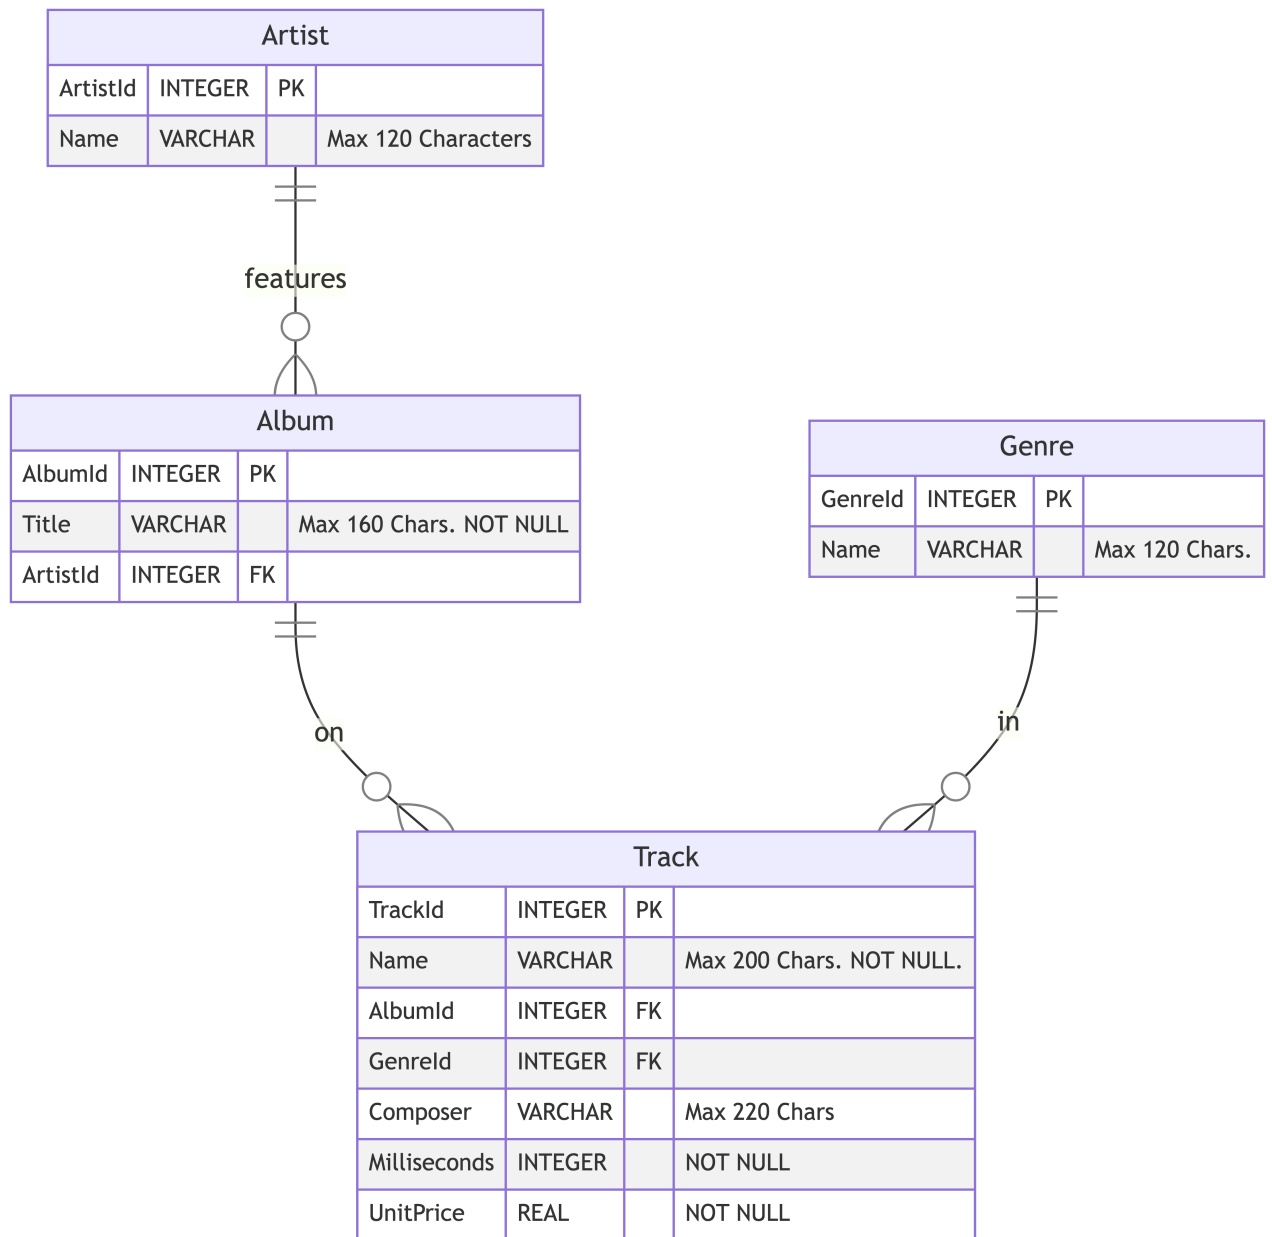 Artist
ArtistId INTEGER PK
Name VARCHAR Max 120 Characters
features
Album
AlbumId INTEGER PK
Title VARCHAR Max 160 Chars. NOT NULL
ArtistId INTEGER FK
Genre
GenreId INTEGER PK
Name VARCHAR Max 120 Chars.
on
in
Track
TrackId INTEGER PK
Name VARCHAR Max 200 Chars. NOT NULL.
AlbumId INTEGER FK
GenreId INTEGER FK
Composer VARCHAR Max 220 Chars
Milliseconds INTEGER NOT NULL
UnitPrice REAL NOT NULL